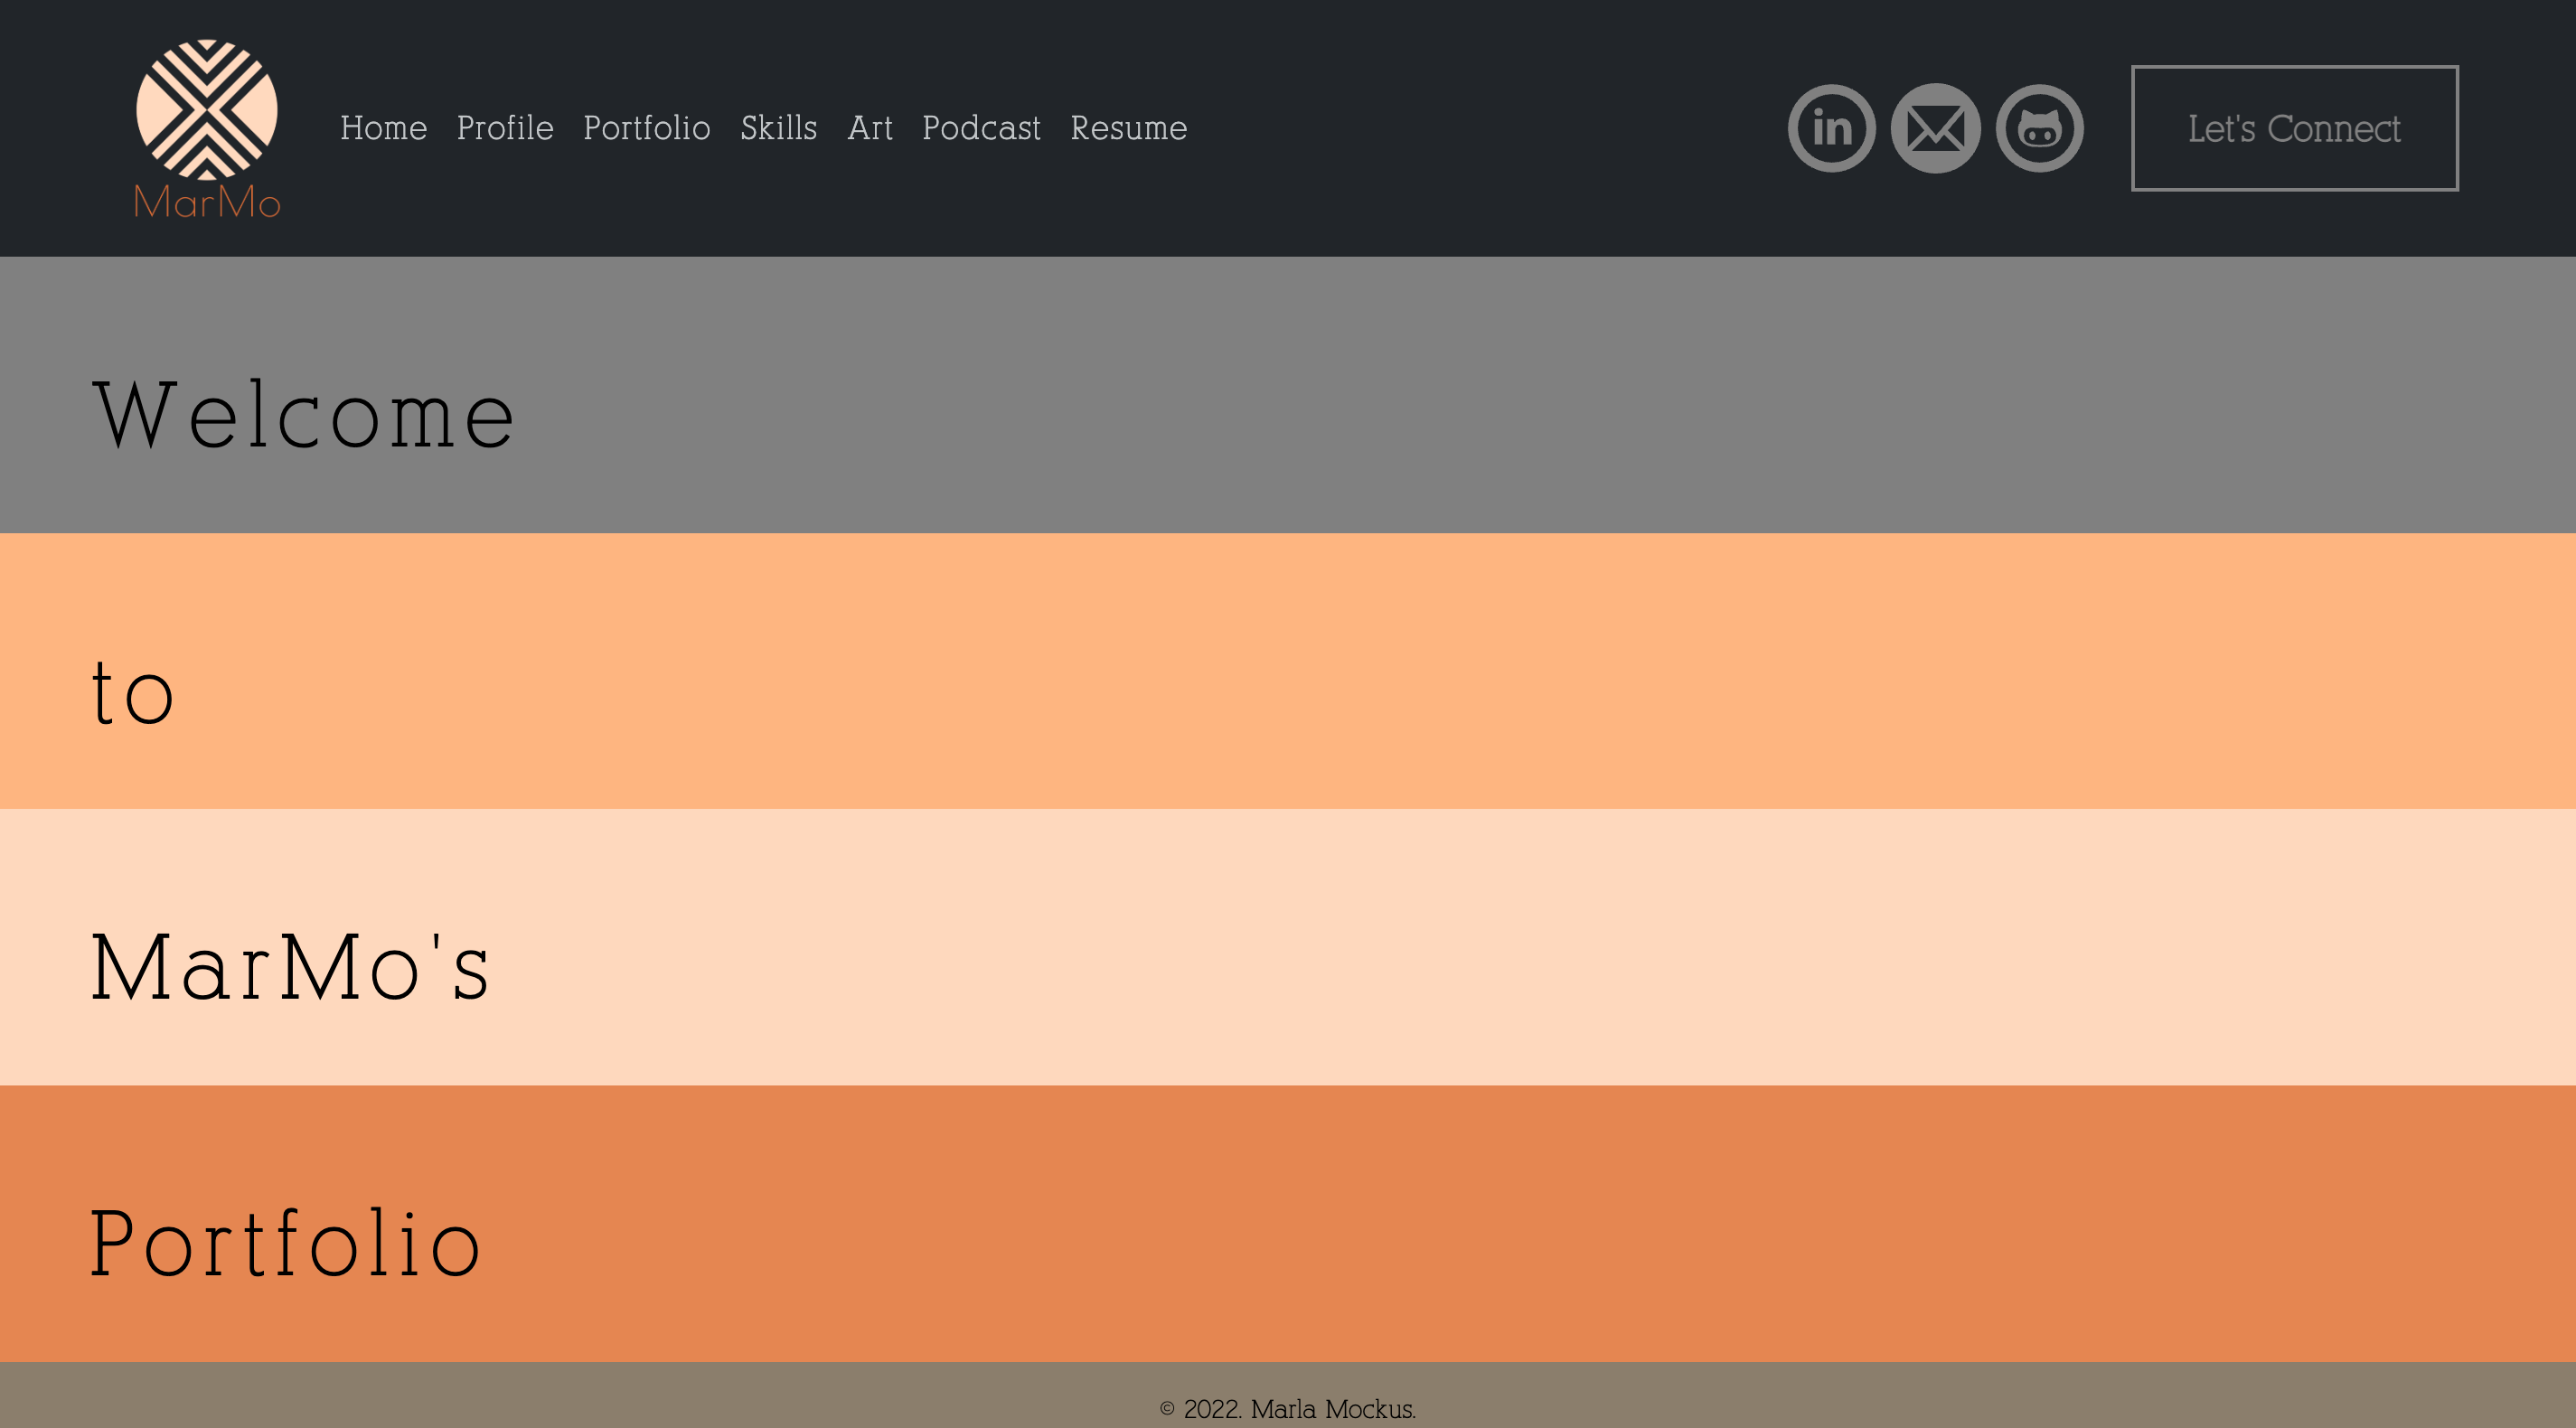 MarMo
Home Profile Portfolio Skills Art Podcast Resume
in
Let's Connect
Welcome
to
MarMo's
Portfolio
© 2022. Marla Mockus.